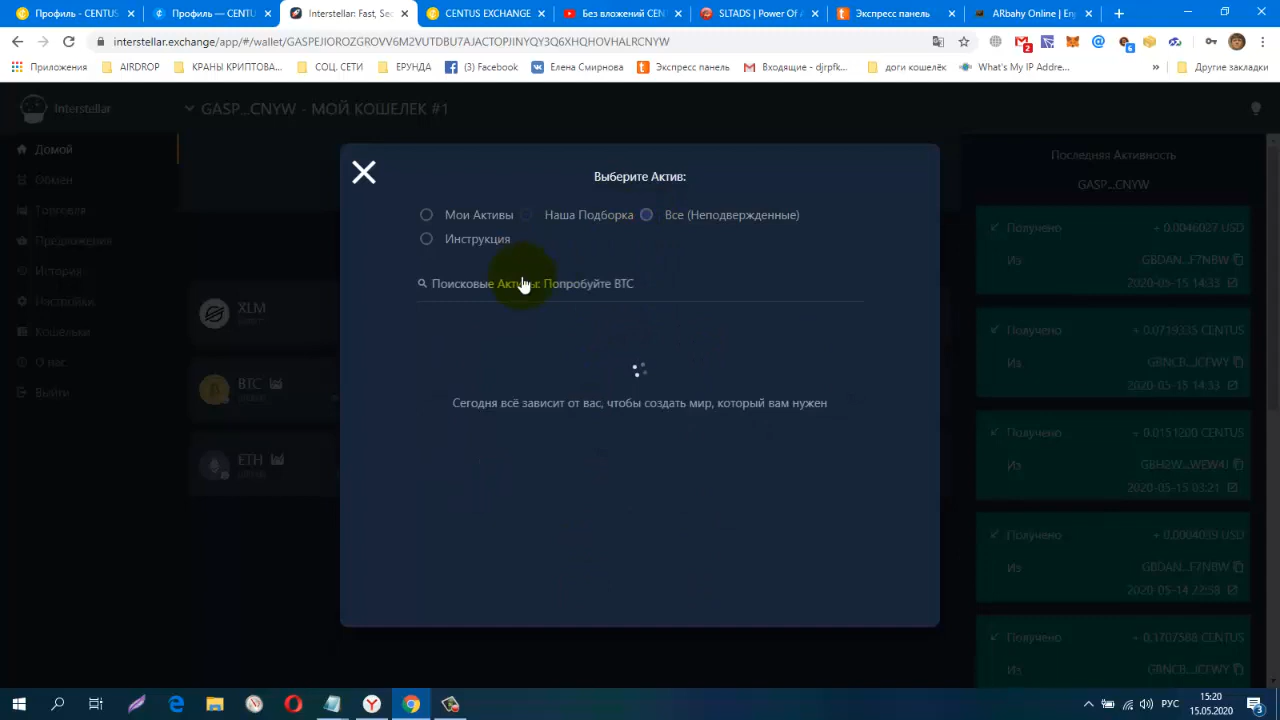 Профиль - CENTUS
Профиль — CENTUS
Interstellar: Fast, Sec
CENTUS EXCHANGE
Без вложений CEN
SLTADS | Power Of A
Экспресс панель
ARbahy Online | Eng
interstellar.exchange/app/#/wallet/GASPEJIOROZGROVV6M2VUTDBU7AJACTOPJINYQY3Q6XHQHOVHALRCNYW
Приложения
AIRDROP
КРАНЫ КРИПТОВА...
СОЦ. СЕТИ
ЕРУНДА
(3) Facebook
Елена Смирнова
Экспресс панель
Входящие - djrpfk...
доги кошелёк
What's My IP Addre...
»
Другие закладки
Interstellar
GASP...CNYW - МОЙ КОШЕЛЕК #1
Домой
Обмен
Торговля
Предложения
История
Настройки
Кошельки
О нас
Выйти
XLM
BTC
ETH
Выберите Актив:
Мои Активы
Наша Подборка
Все (Неподвержденные)
Инструкция
Поисковые Активы: Попробуйте BTC
Сегодня всё зависит от вас, чтобы создать мир, который вам нужен
Последняя Активность
GASP...CNYW
Получено + 0.0046027 USD
Из GBDAN...F7NBW
2020-05-15 14:33
Получено + 0.0719335 CENTUS
Из GBNCB...JCEWY
2020-05-15 14:33
Получено + 0.0151200 CENTUS
Из GBH2W...WEW4J
2020-05-15 03:21
Получено + 0.0004039 USD
Из GBDAN...F7NBW
2020-05-14 22:58
Получено + 0.1707588 CENTUS
Из GBNCB...JCEWY
РУС
15:20
15.05.2020